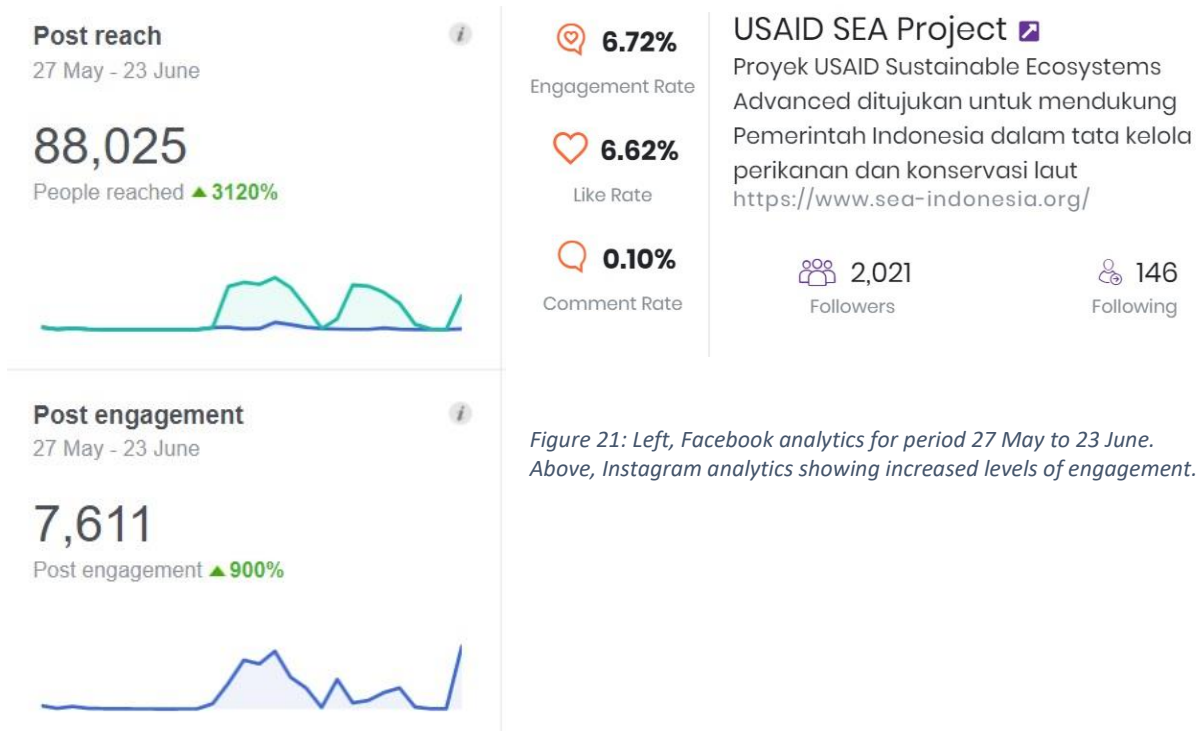 Post reach
27 May - 23 June
88,025
People reached ▲ 3120%
Post engagement
27 May - 23 June
7,611
Post engagement ▲ 900%
6.72%
Engagement Rate
6.62%
Like Rate
0.10%
Comment Rate
USAID SEA Project
Proyek USAID Sustainable Ecosystems
Advanced ditujukan untuk mendukung
Pemerintah Indonesia dalam tata kelola
perikanan dan konservasi laut
https://www.sea-indonesia.org/
2,021
Followers
146
Following
Figure 21: Left, Facebook analytics for period 27 May to 23 June.
Above, Instagram analytics showing increased levels of engagement.